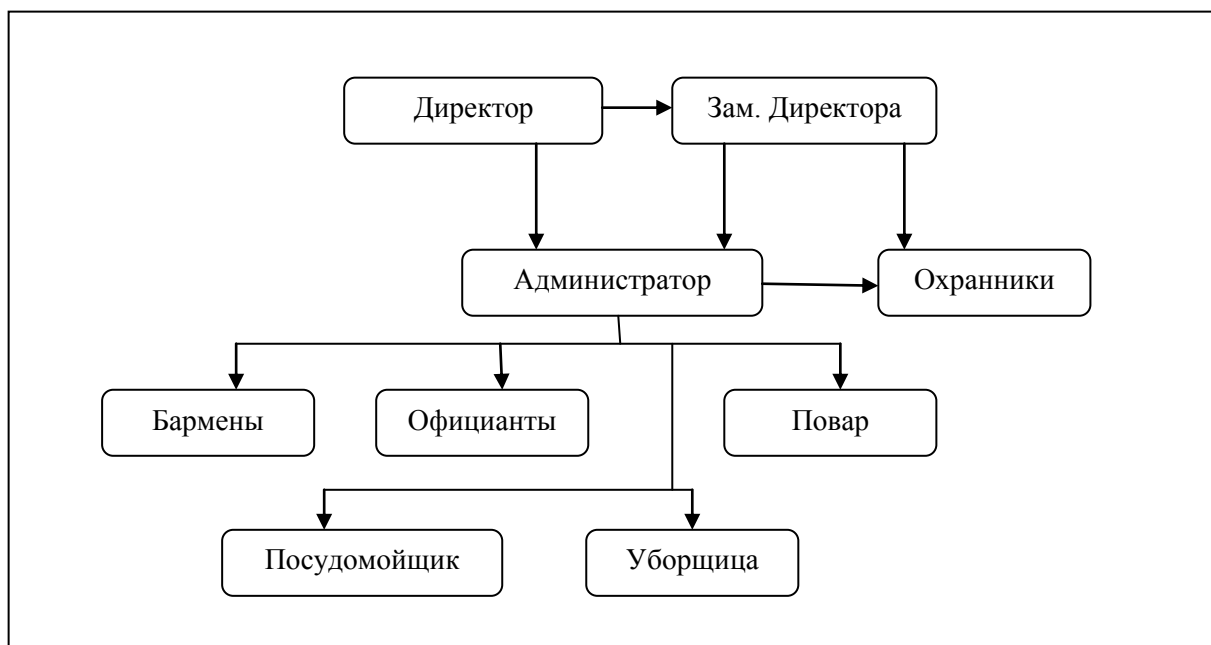 Директор
Зам. Директора
Администратор
Охранники
Бармены
Официанты
Повар
Посудомойщик
Уборщица